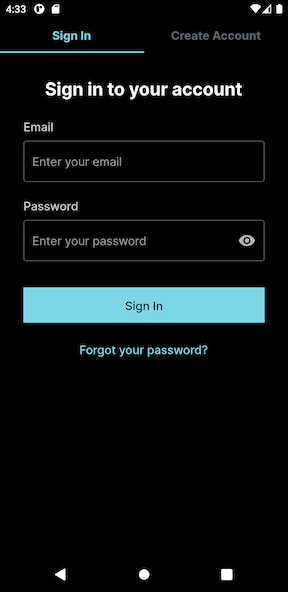 4:33
Sign In
Create Account
Sign in to your account
Email
Enter your email
Password
Enter your password
Sign In
Forgot your password?